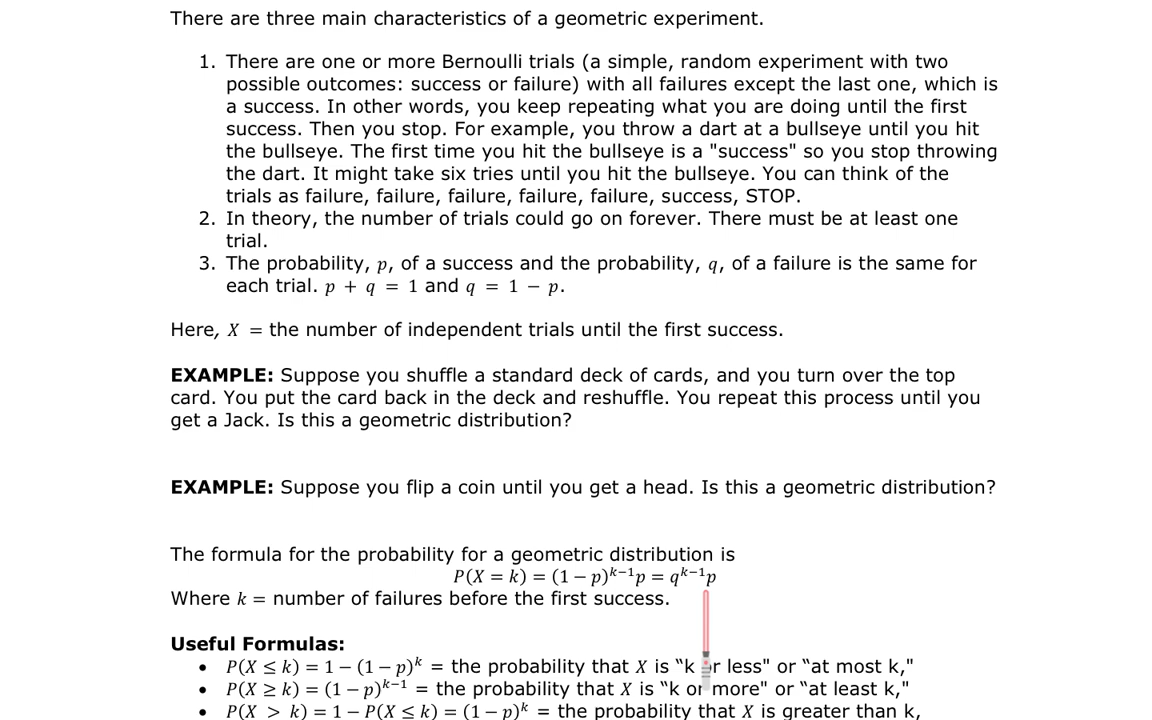 There are three main characteristics of a geometric experiment.
1. There are one or more Bernoulli trials (a simple, random experiment with two
possible outcomes: success or failure) with all failures except the last one, which is
a success. In other words, you keep repeating what you are doing until the first
success. Then you stop. For example, you throw a dart at a bullseye until you hit
the bullseye. The first time you hit the bullseye is a "success" so you stop throwing
the dart. It might take six tries until you hit the bullseye. You can think of the
trials as failure, failure, failure, failure, failure, success, STOP.
2. In theory, the number of trials could go on forever. There must be at least one
trial.
3. The probability, p, of a success and the probability, q, of a failure is the same for
each trial. p + q = 1 and q = 1 − p.
Here, X = the number of independent trials until the first success.
EXAMPLE: Suppose you shuffle a standard deck of cards, and you turn over the top
card. You put the card back in the deck and reshuffle. You repeat this process until you
get a Jack. Is this a geometric distribution?
EXAMPLE: Suppose you flip a coin until you get a head. Is this a geometric distribution?
The formula for the probability for a geometric distribution is
P(X = k) = (1 − p)^{k−1}p = q^{k−1}p
Where k = number of failures before the first success.
Useful Formulas:
• P(X ≤ k) = 1 − (1 − p)^k = the probability that X is "k or less" or "at most k,"
• P(X ≥ k) = (1 − p)^{k−1} = the probability that X is "k or more" or "at least k,"
• P(X > k) = 1 − P(X ≤ k) = (1 − p)^k = the probability that X is greater than k,